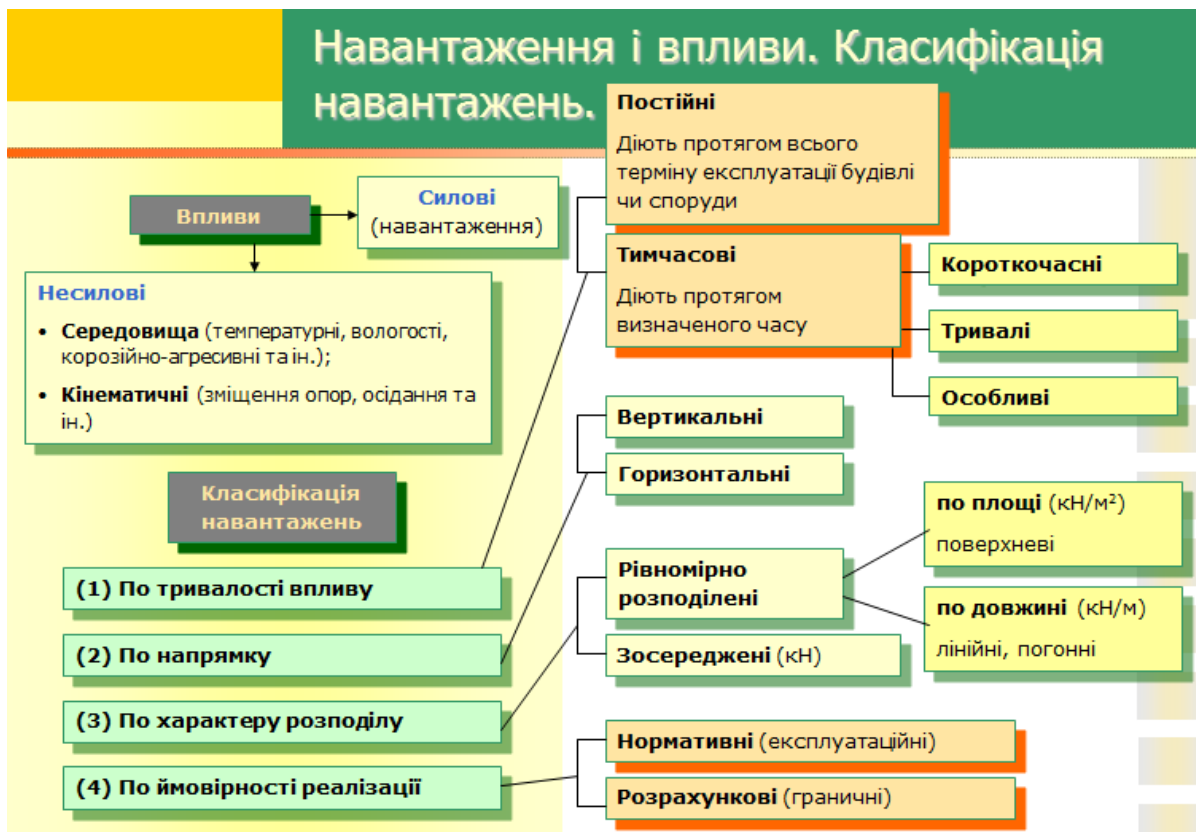 Навантаження і впливи. Класифікація
навантажень.
Впливи
Силові
(навантаження)
Несилові
• Середовища (температурні, вологості,
корозійно-агресивні та ін.);
• Кінематичні (зміщення опор, осідання та
ін.)
Класифікація
навантажень
(1) По тривалості впливу
(2) По напрямку
(3) По характеру розподілу
(4) По ймовірності реалізації
Постійні
Діють протягом всього
терміну експлуатації будівлі
чи споруди
Тимчасові
Діють протягом
визначеного часу
Короткочасні
Тривалі
Особливі
Вертикальні
Горизонтальні
Рівномірно
розподілені
Зосереджені (кН)
по площі (кН/м²)
поверхневі
по довжині (кН/м)
лінійні, погонні
Нормативні (експлуатаційні)
Розрахункові (граничні)